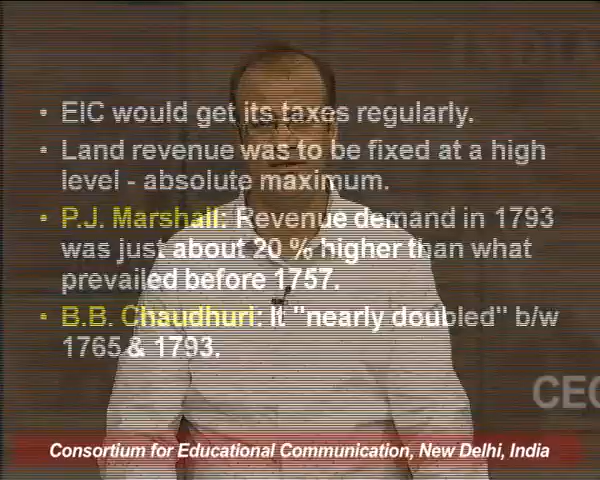 INDIA
• EIC would get its taxes regularly.
• Land revenue was to be fixed at a high
level - absolute maximum.
• P.J. Marshall: Revenue demand in 1793
was just about 20 % higher than what
prevailed before 1757.
• B.B. Chaudhuri: It "nearly doubled" b/w
1765 & 1793.
CEC
Consortium for Educational Communication, New Delhi, India